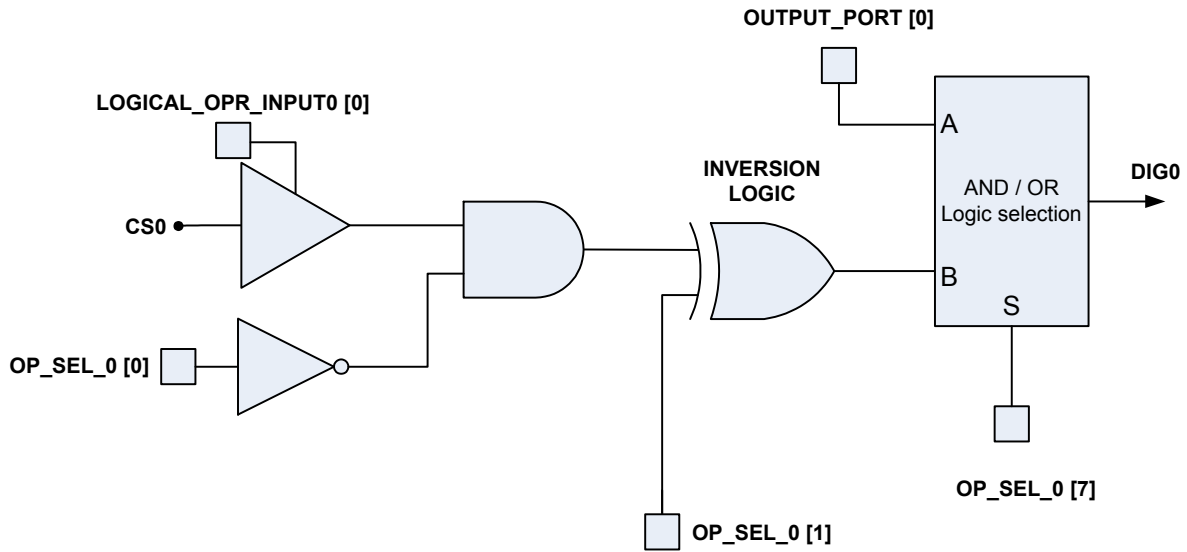 OUTPUT_PORT [0]
LOGICAL_OPR_INPUT0 [0]
A
INVERSION
LOGIC
DIG0
AND / OR
Logic selection
CS0
B
S
OP_SEL_0 [0]
OP_SEL_0 [7]
OP_SEL_0 [1]